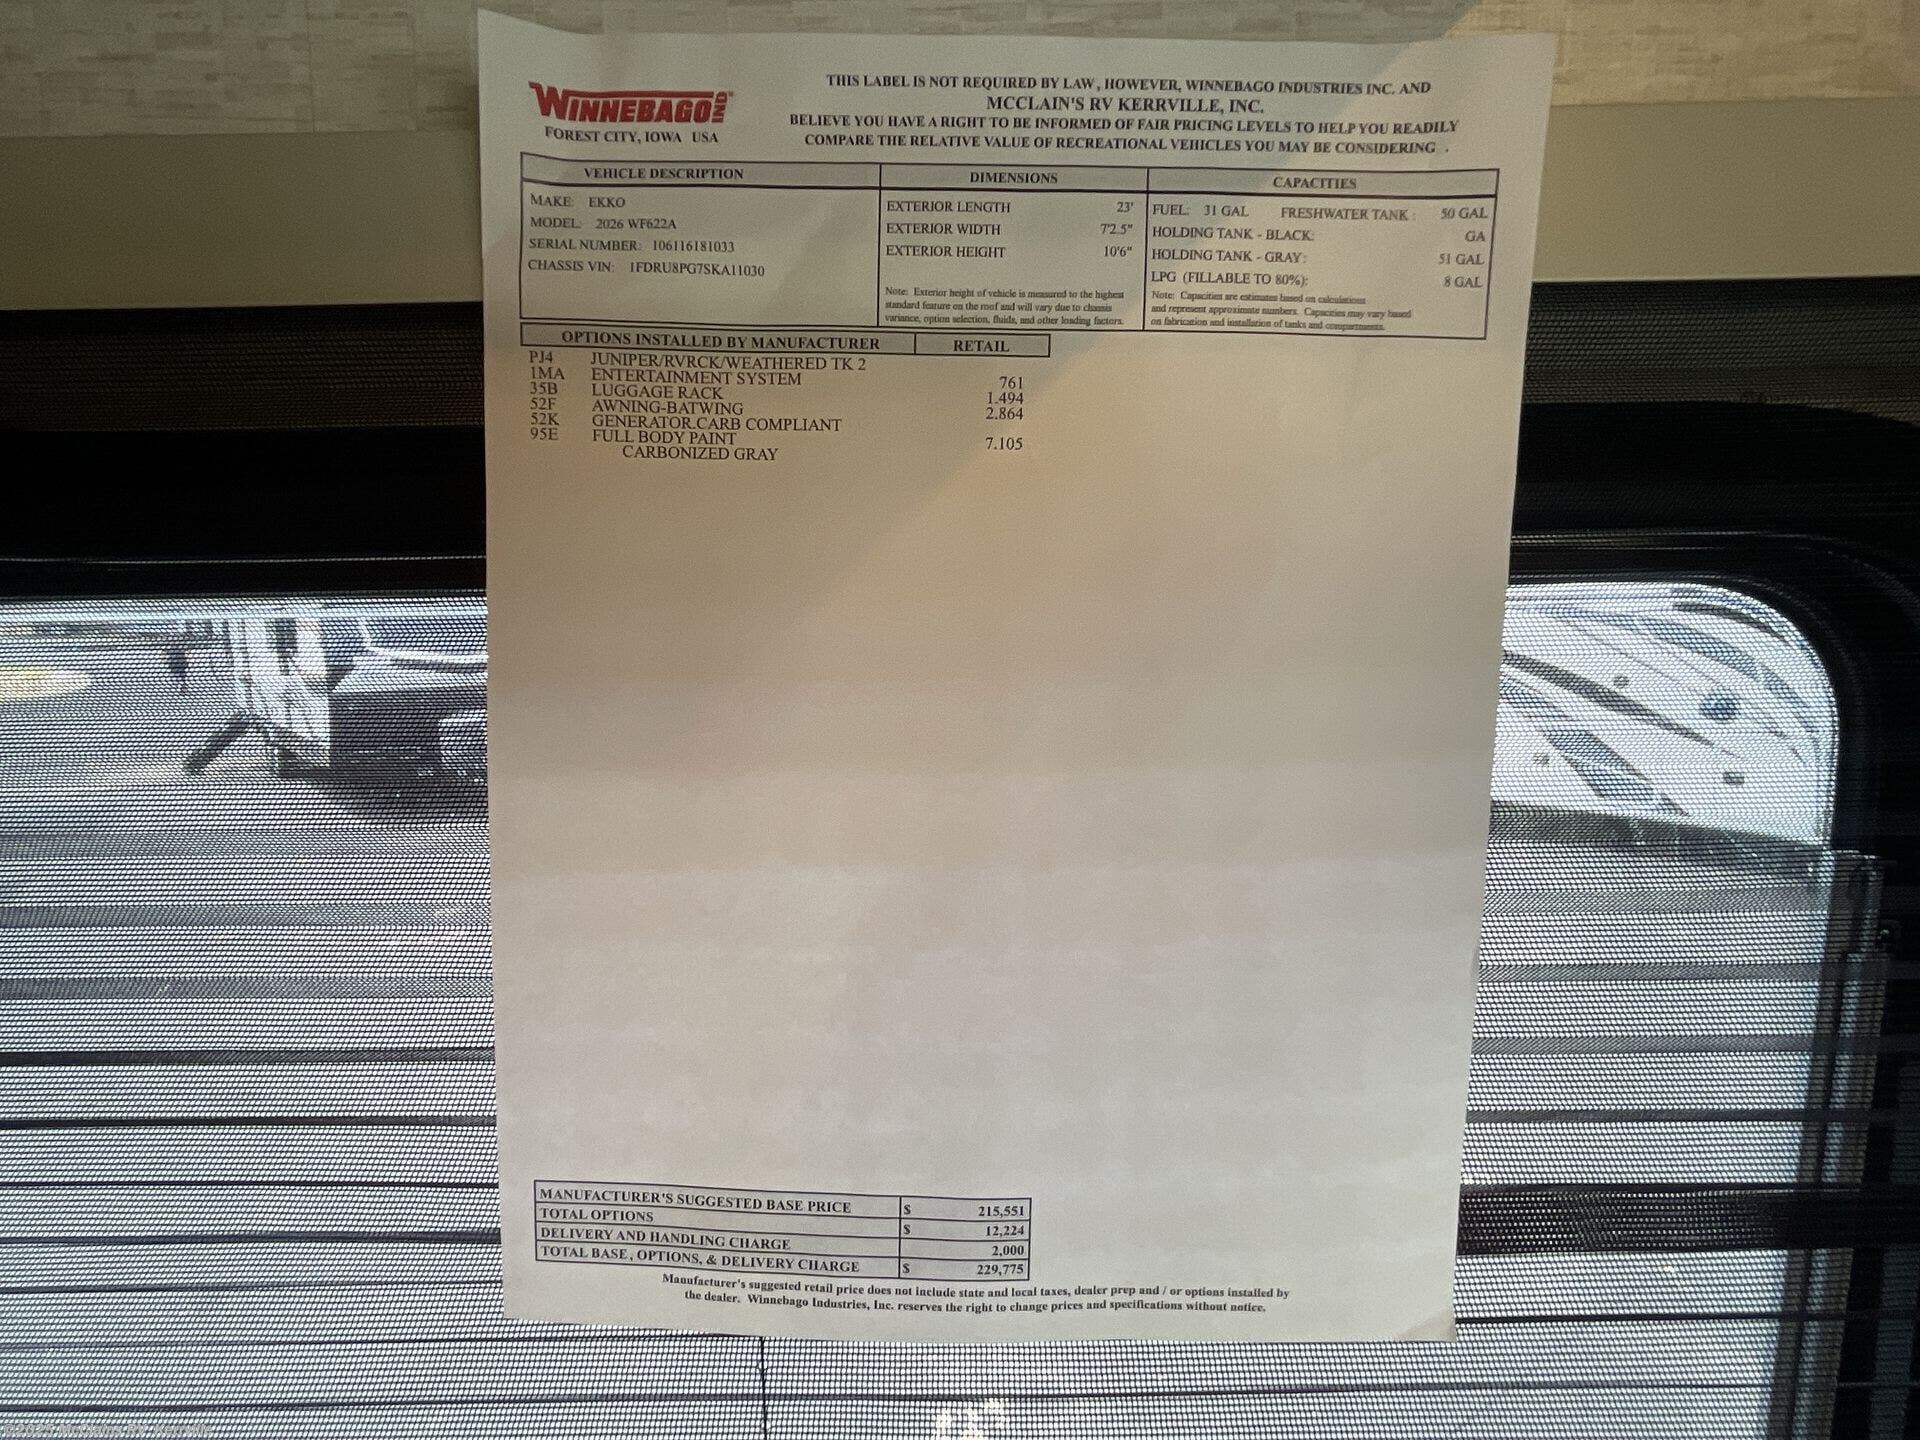 WINNEBAGO IND
FOREST CITY, IOWA USA
THIS LABEL IS NOT REQUIRED BY LAW, HOWEVER, WINNEBAGO INDUSTRIES INC. AND
MCCLAIN'S RV KERRVILLE, INC.
BELIEVE YOU HAVE A RIGHT TO BE INFORMED OF FAIR PRICING LEVELS TO HELP YOU READILY
COMPARE THE RELATIVE VALUE OF RECREATIONAL VEHICLES YOU MAY BE CONSIDERING .
VEHICLE DESCRIPTION
MAKE: EKKO
MODEL: 2026 WF622A
SERIAL NUMBER: 106116181033
CHASSIS VIN: 1FDRU8PG7SKA11030
DIMENSIONS
EXTERIOR LENGTH 23'
EXTERIOR WIDTH 7'2.5"
EXTERIOR HEIGHT 10'6"
Note: Exterior height of vehicle is measured to the highest
standard feature on the roof and will vary due to chassis
variance, option selection, fluids, and other loading factors.
CAPACITIES
FUEL: 31 GAL FRESHWATER TANK : 50 GAL
HOLDING TANK - BLACK: GA
HOLDING TANK - GRAY: 51 GAL
LPG (FILLABLE TO 80%): 8 GAL
Note: Capacities are estimates based on calculations
and represent approximate numbers. Capacities may vary based
on fabrication and installation of tanks and compartments.
OPTIONS INSTALLED BY MANUFACTURER RETAIL
PJ4 JUNIPER/RVRCK/WEATHERED TK 2
1MA ENTERTAINMENT SYSTEM 761
35B LUGGAGE RACK 1.494
52F AWNING-BATWING 2.864
52K GENERATOR.CARB COMPLIANT
95E FULL BODY PAINT 7.105
CARBONIZED GRAY
MANUFACTURER'S SUGGESTED BASE PRICE $ 215,551
TOTAL OPTIONS $ 12,224
DELIVERY AND HANDLING CHARGE 2,000
TOTAL BASE, OPTIONS, & DELIVERY CHARGE $ 229,775
Manufacturer's suggested retail price does not include state and local taxes, dealer prep and / or options installed by
the dealer. Winnebago Industries, Inc. reserves the right to change prices and specifications without notice.
©2025 McClains RV Kerrville